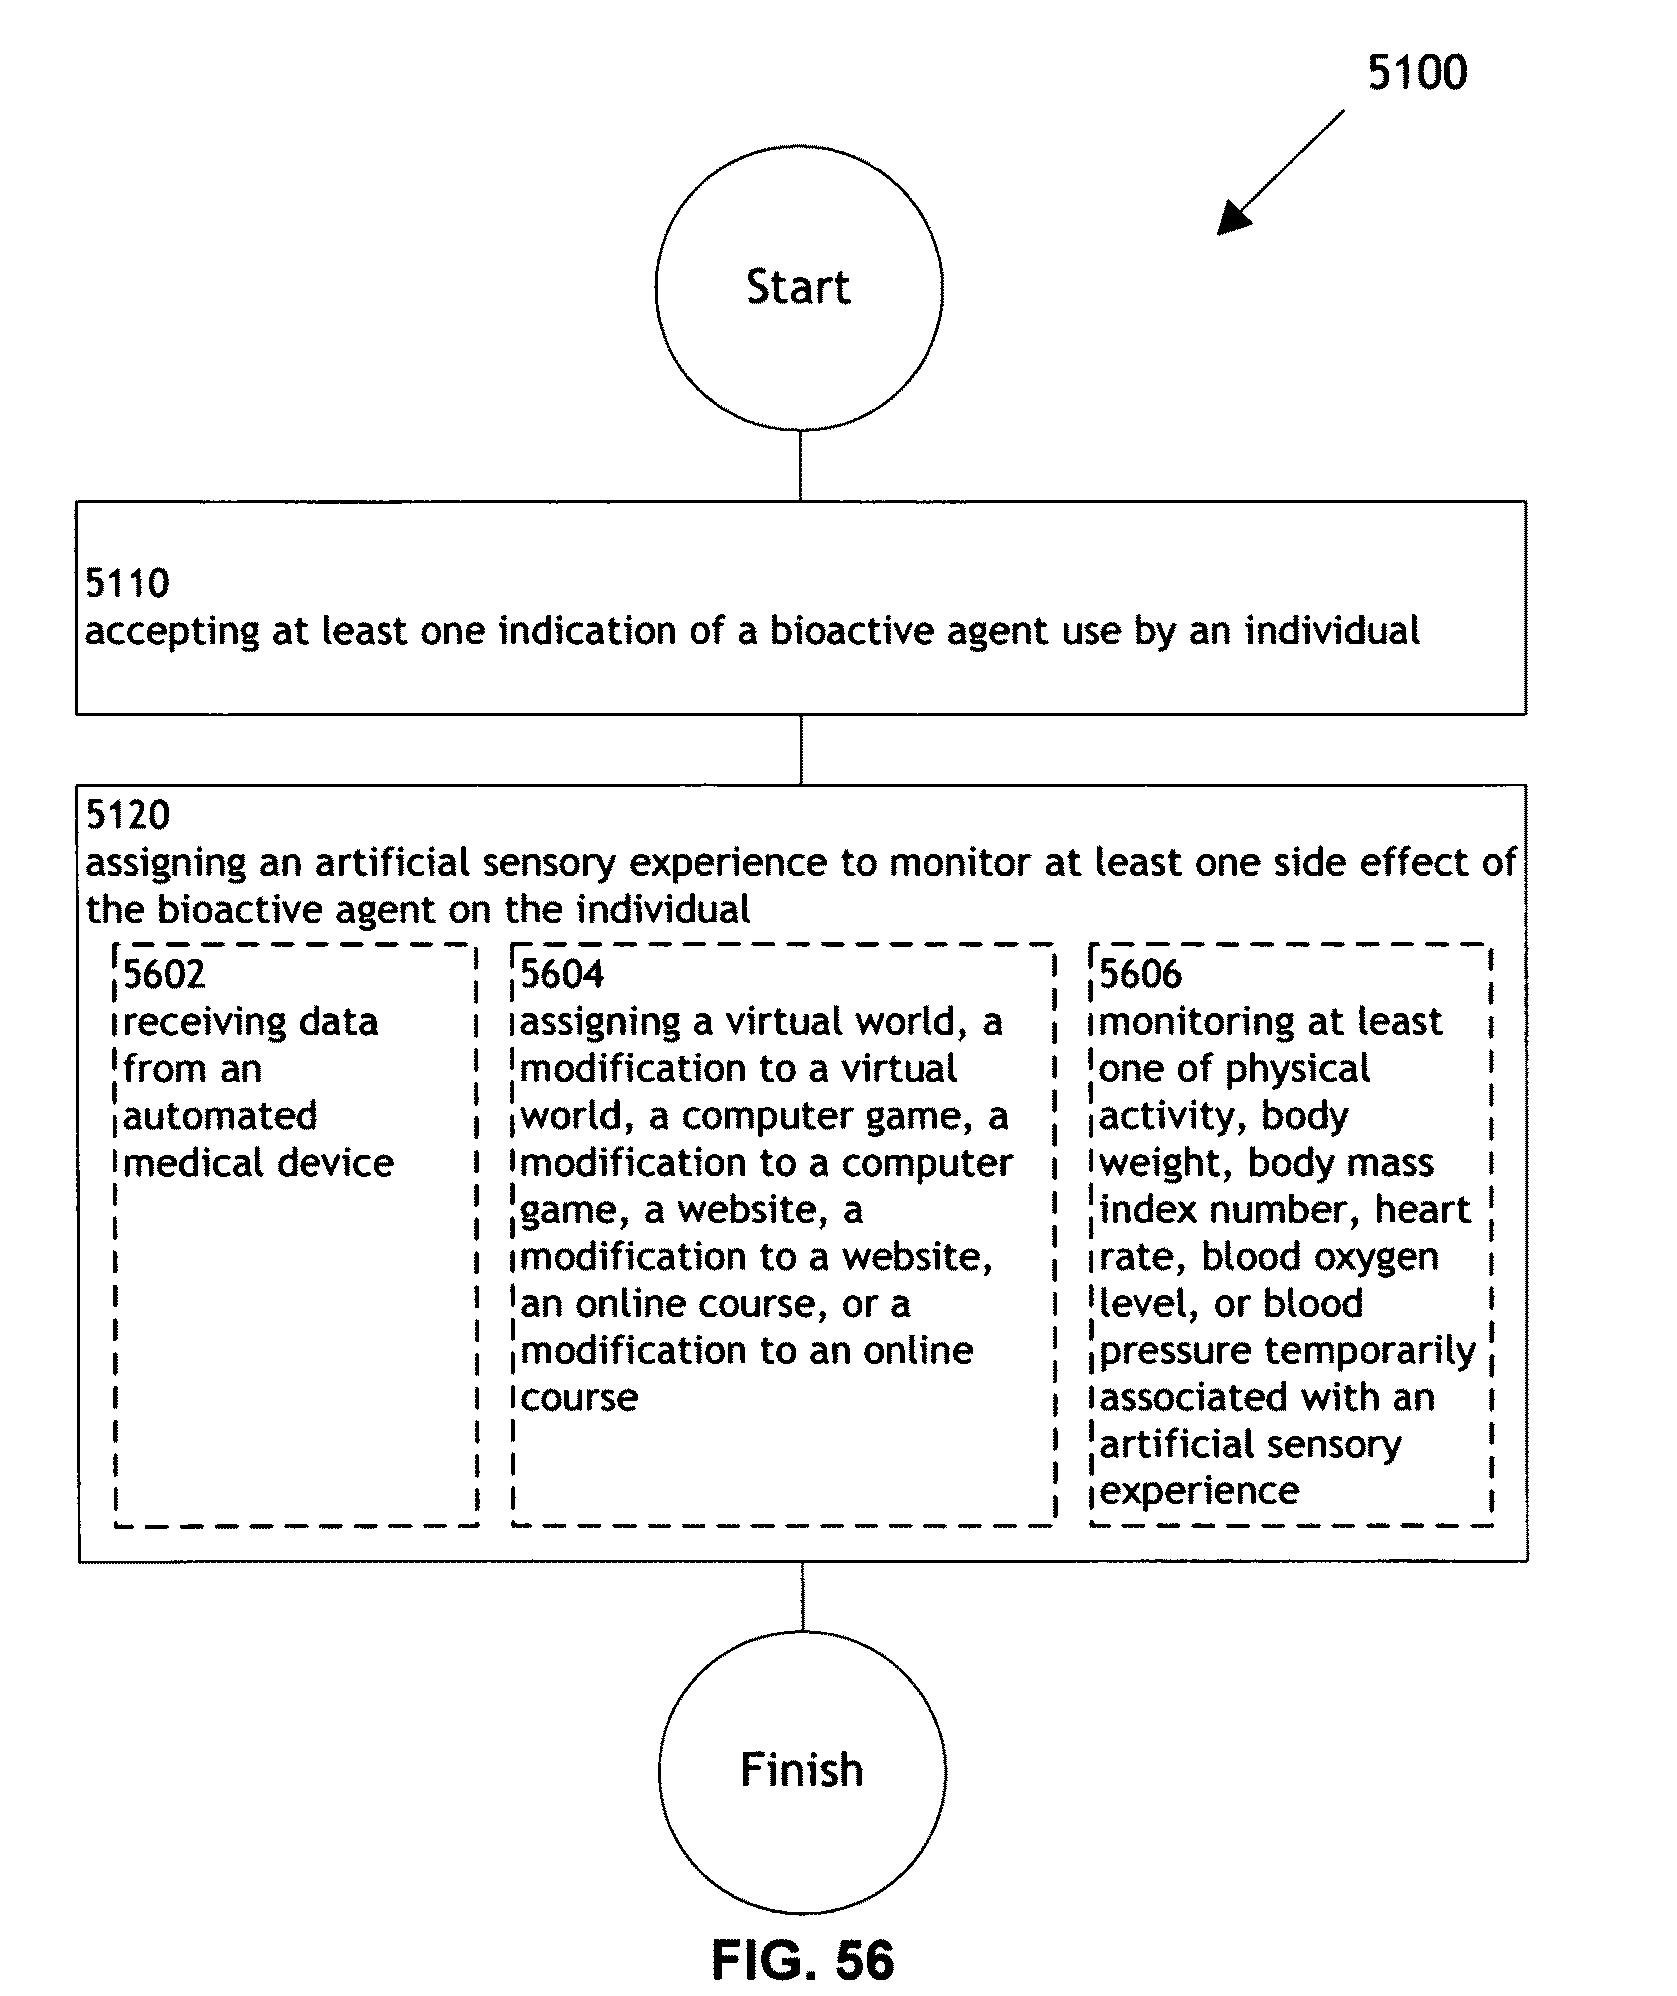 5100
Start
5110
accepting at least one indication of a bioactive agent use by an individual
5120
assigning an artificial sensory experience to monitor at least one side effect of
the bioactive agent on the individual
5602
receiving data
from an
automated
medical device
5604
assigning a virtual world, a
modification to a virtual
world, a computer game, a
modification to a computer
game, a website, a
modification to a website,
an online course, or a
modification to an online
course
5606
monitoring at least
one of physical
activity, body
weight, body mass
index number, heart
rate, blood oxygen
level, or blood
pressure temporarily
associated with an
artificial sensory
experience
Finish
FIG. 56